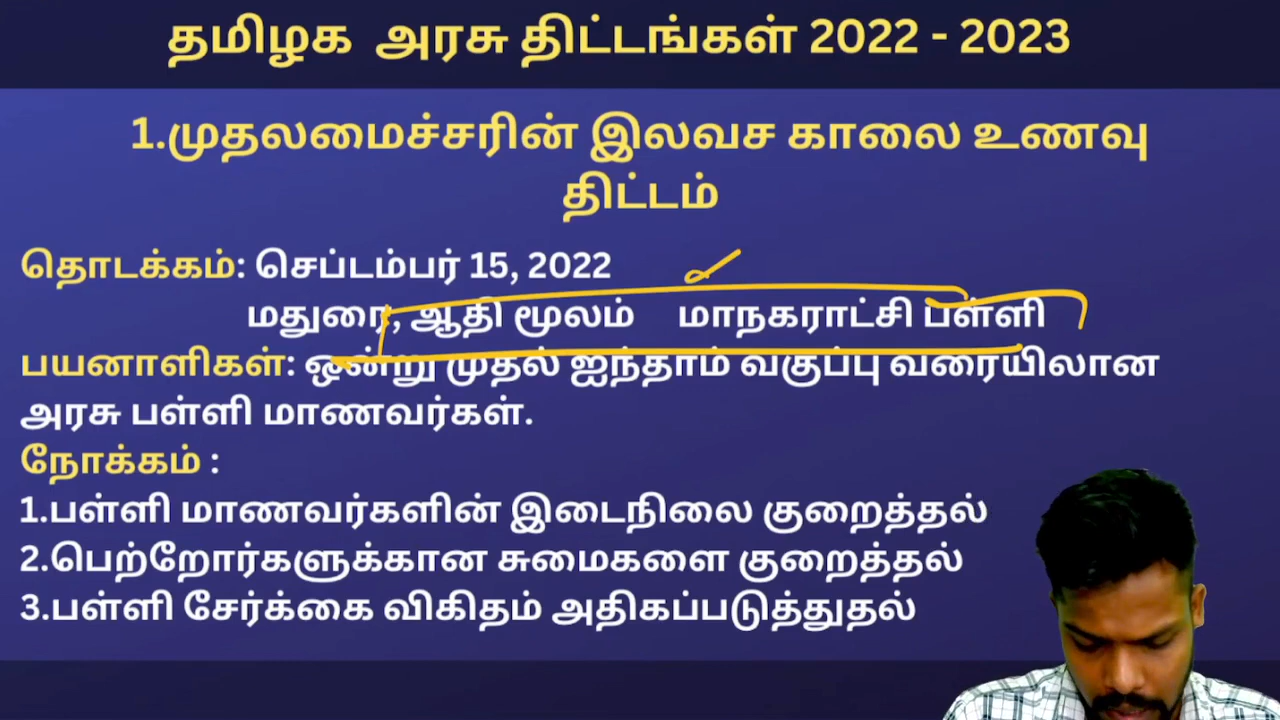 தமிழக அரசு திட்டங்கள் 2022 - 2023
1.முதலமைச்சரின் இலவச காலை உணவு
திட்டம்
தொடக்கம்: செப்டம்பர் 15, 2022
மதுரை, ஆதி மூலம் மாநகராட்சி பள்ளி
பயனாளிகள்: ஒன்று முதல் ஐந்தாம் வகுப்பு வரையிலான
அரசு பள்ளி மாணவர்கள்.
நோக்கம் :
1.பள்ளி மாணவர்களின் இடைநிலை குறைத்தல்
2.பெற்றோர்களுக்கான சுமைகளை குறைத்தல்
3.பள்ளி சேர்க்கை விகிதம் அதிகப்படுத்துதல்